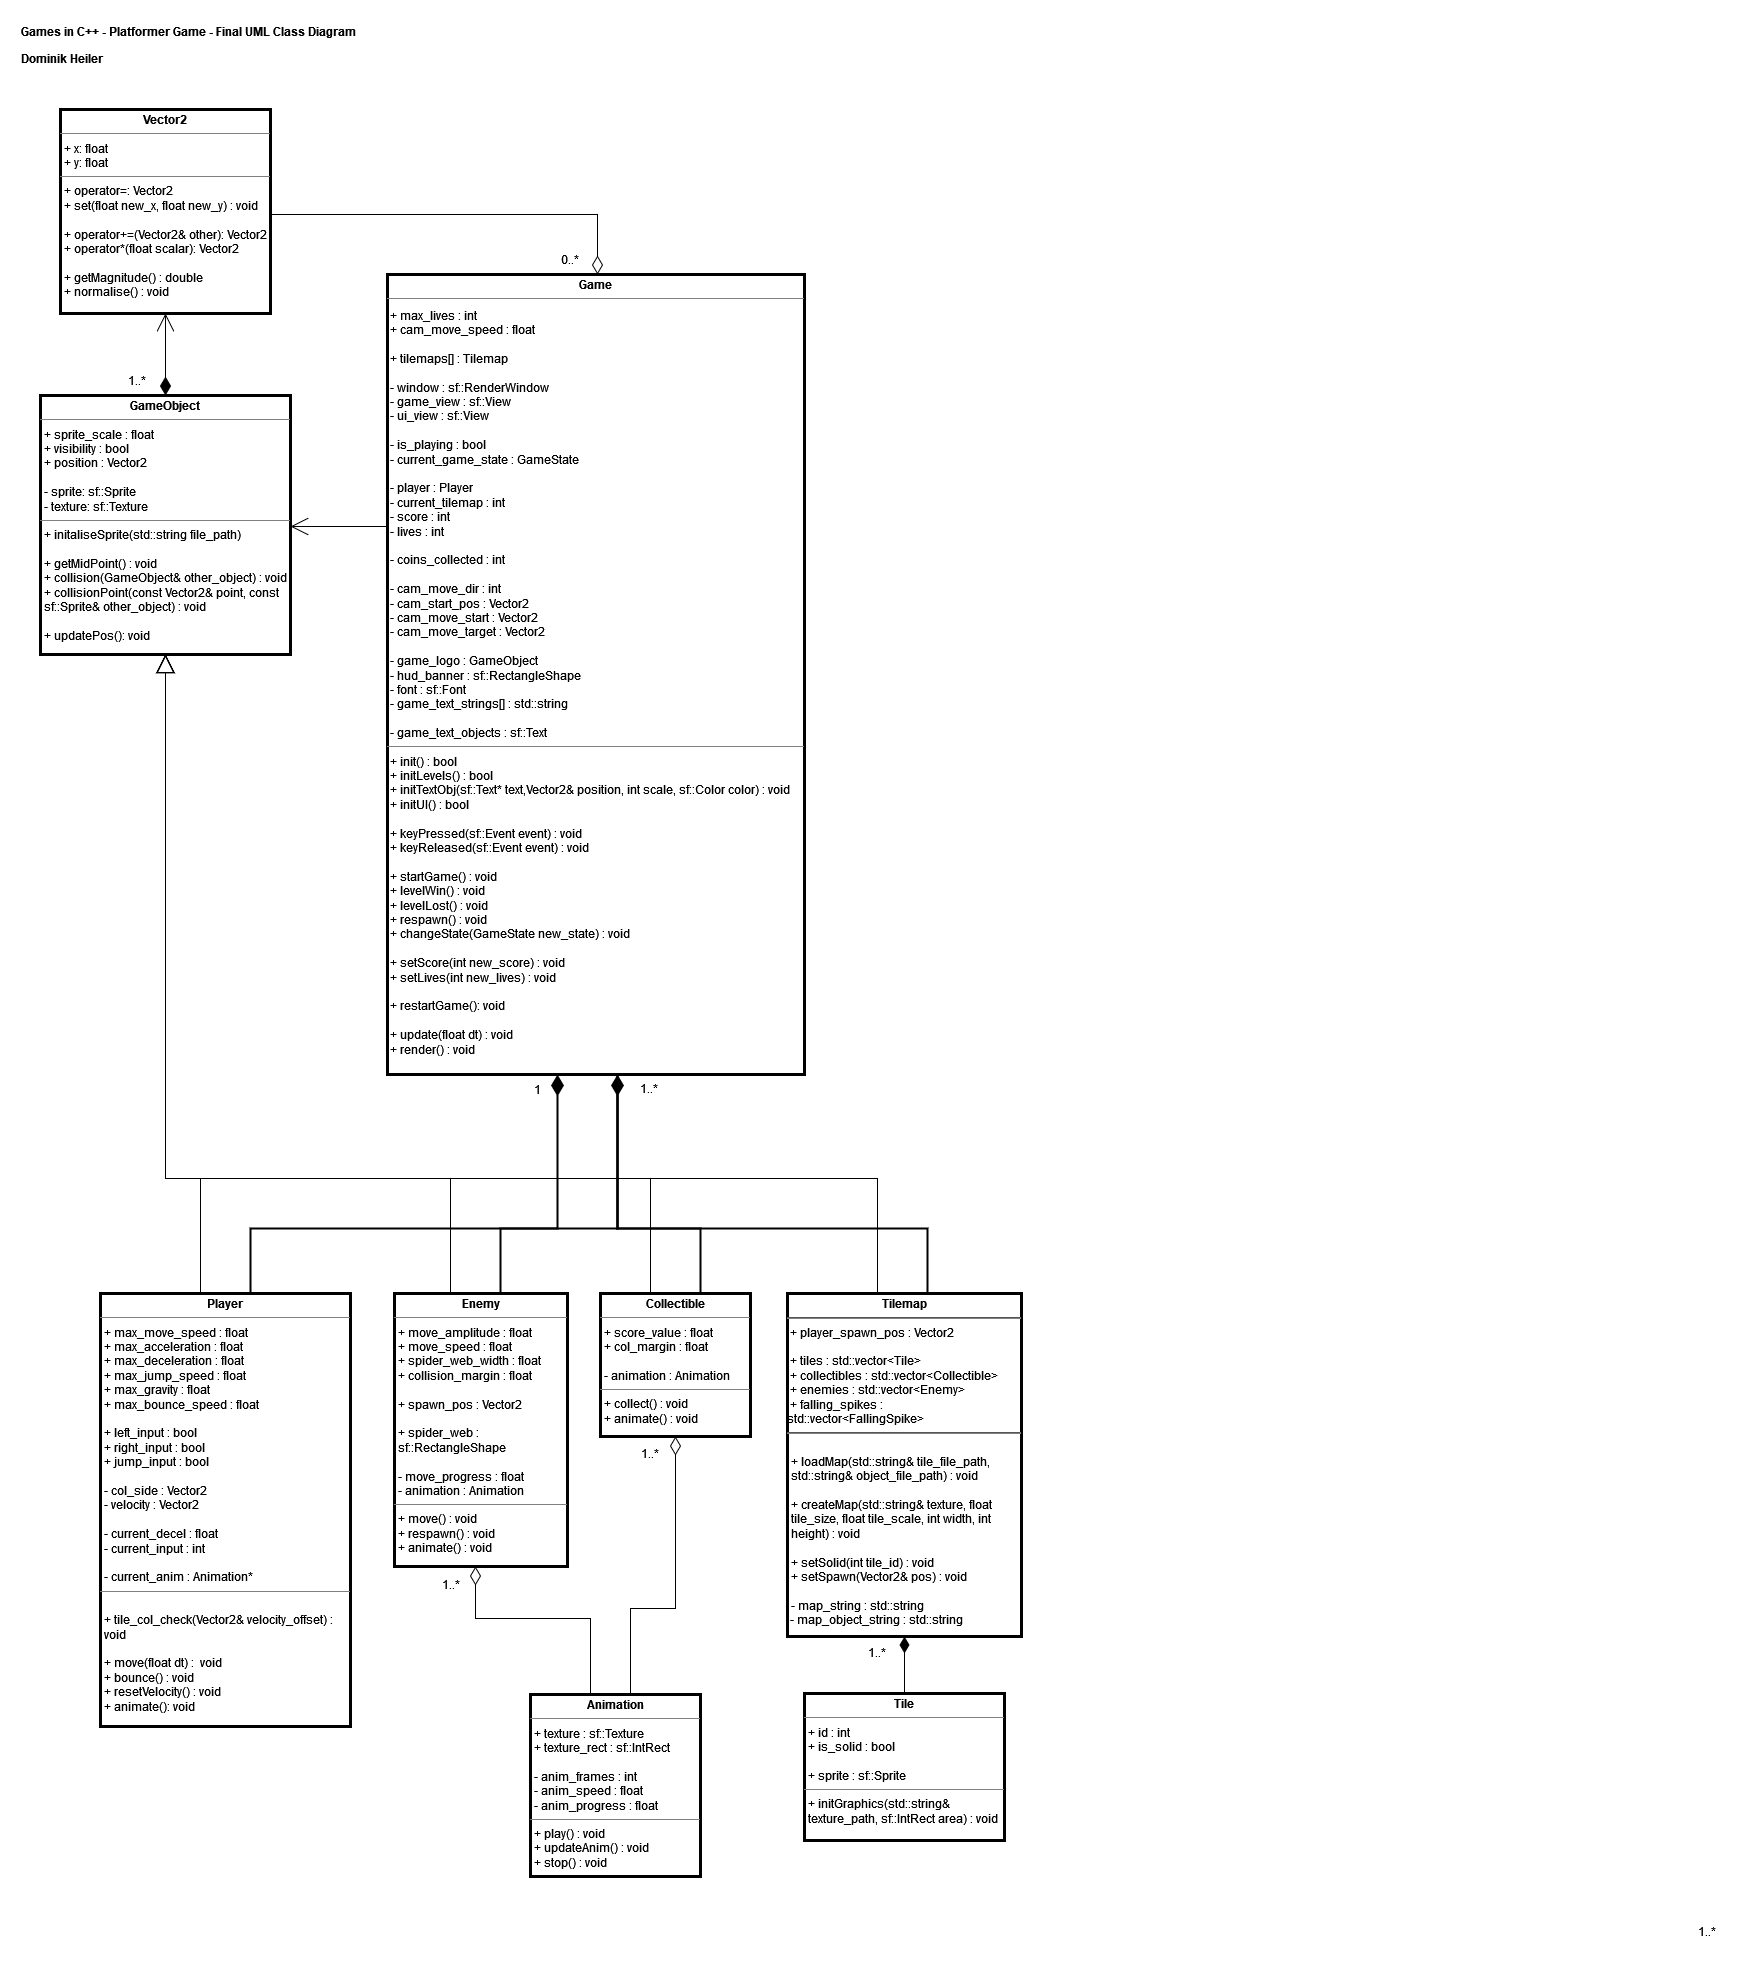 Games in C++ - Platformer Game - Final UML Class Diagram
Dominik Heiler
Vector2
+ x: float
+ y: float
+ operator=: Vector2
+ set(float new_x, float new_y) : void
+ operator+=(Vector2& other): Vector2
+ operator*(float scalar): Vector2
+ getMagnitude() : double
+ normalise() : void
0..*
1..*
GameObject
+ sprite_scale : float
+ visibility : bool
+ position : Vector2
- sprite: sf::Sprite
- texture: sf::Texture
+ initaliseSprite(std::string file_path)
+ getMidPoint() : void
+ collision(GameObject& other_object) : void
+ collisionPoint(const Vector2& point, const
sf::Sprite& other_object) : void
+ updatePos(): void
Game
+ max_lives : int
+ cam_move_speed : float
+ tilemaps[] : Tilemap
- window : sf::RenderWindow
- game_view : sf::View
- ui_view : sf::View
- is_playing : bool
- current_game_state : GameState
- player : Player
- current_tilemap : int
- score : int
- lives : int
- coins_collected : int
- cam_move_dir : int
- cam_start_pos : Vector2
- cam_move_start : Vector2
- cam_move_target : Vector2
- game_logo : GameObject
- hud_banner : sf::RectangleShape
- font : sf::Font
- game_text_strings[] : std::string
- game_text_objects : sf::Text
+ init() : bool
+ initLevels() : bool
+ initTextObj(sf::Text* text,Vector2& position, int scale, sf::Color color) : void
+ initUI() : bool
+ keyPressed(sf::Event event) : void
+ keyReleased(sf::Event event) : void
+ startGame() : void
+ levelWin() : void
+ levelLost() : void
+ respawn() : void
+ changeState(GameState new_state) : void
+ setScore(int new_score) : void
+ setLives(int new_lives) : void
+ restartGame(): void
+ update(float dt) : void
+ render() : void
1
1..*
Player
+ max_move_speed : float
+ max_acceleration : float
+ max_deceleration : float
+ max_jump_speed : float
+ max_gravity : float
+ max_bounce_speed : float
+ left_input : bool
+ right_input : bool
+ jump_input : bool
- col_side : Vector2
- velocity : Vector2
- current_decel : float
- current_input : int
- current_anim : Animation*
+ tile_col_check(Vector2& velocity_offset) :
void
+ move(float dt) :  void
+ bounce() : void
+ resetVelocity() : void
+ animate(): void
Enemy
+ move_amplitude : float
+ move_speed : float
+ spider_web_width : float
+ collision_margin : float
+ spawn_pos : Vector2
+ spider_web :
sf::RectangleShape
- move_progress : float
- animation : Animation
+ move() : void
+ respawn() : void
+ animate() : void
1..*
Collectible
+ score_value : float
+ col_margin : float
- animation : Animation
+ collect() : void
+ animate() : void
1..*
Tilemap
+ player_spawn_pos : Vector2
+ tiles : std::vector<Tile>
+ collectibles : std::vector<Collectible>
+ enemies : std::vector<Enemy>
+ falling_spikes :
std::vector<FallingSpike>
+ loadMap(std::string& tile_file_path,
std::string& object_file_path) : void
+ createMap(std::string& texture, float
tile_size, float tile_scale, int width, int
height) : void
+ setSolid(int tile_id) : void
+ setSpawn(Vector2& pos) : void
- map_string : std::string
- map_object_string : std::string
1..*
Animation
+ texture : sf::Texture
+ texture_rect : sf::IntRect
- anim_frames : int
- anim_speed : float
- anim_progress : float
+ play() : void
+ updateAnim() : void
+ stop() : void
Tile
+ id : int
+ is_solid : bool
+ sprite : sf::Sprite
+ initGraphics(std::string&
texture_path, sf::IntRect area) : void
1..*